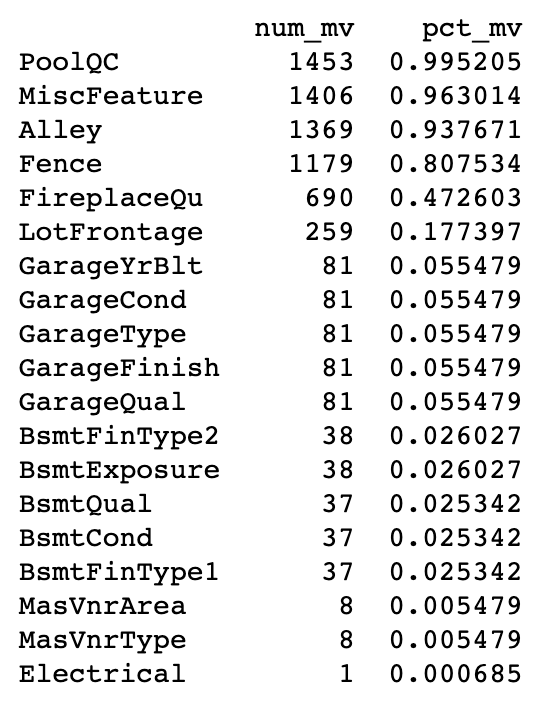 num_mv pct_mv
PoolQC 1453 0.995205
MiscFeature 1406 0.963014
Alley 1369 0.937671
Fence 1179 0.807534
FireplaceQu 690 0.472603
LotFrontage 259 0.177397
GarageYrBlt 81 0.055479
GarageCond 81 0.055479
GarageType 81 0.055479
GarageFinish 81 0.055479
GarageQual 81 0.055479
BsmtFinType2 38 0.026027
BsmtExposure 38 0.026027
BsmtQual 37 0.025342
BsmtCond 37 0.025342
BsmtFinType1 37 0.025342
MasVnrArea 8 0.005479
MasVnrType 8 0.005479
Electrical 1 0.000685